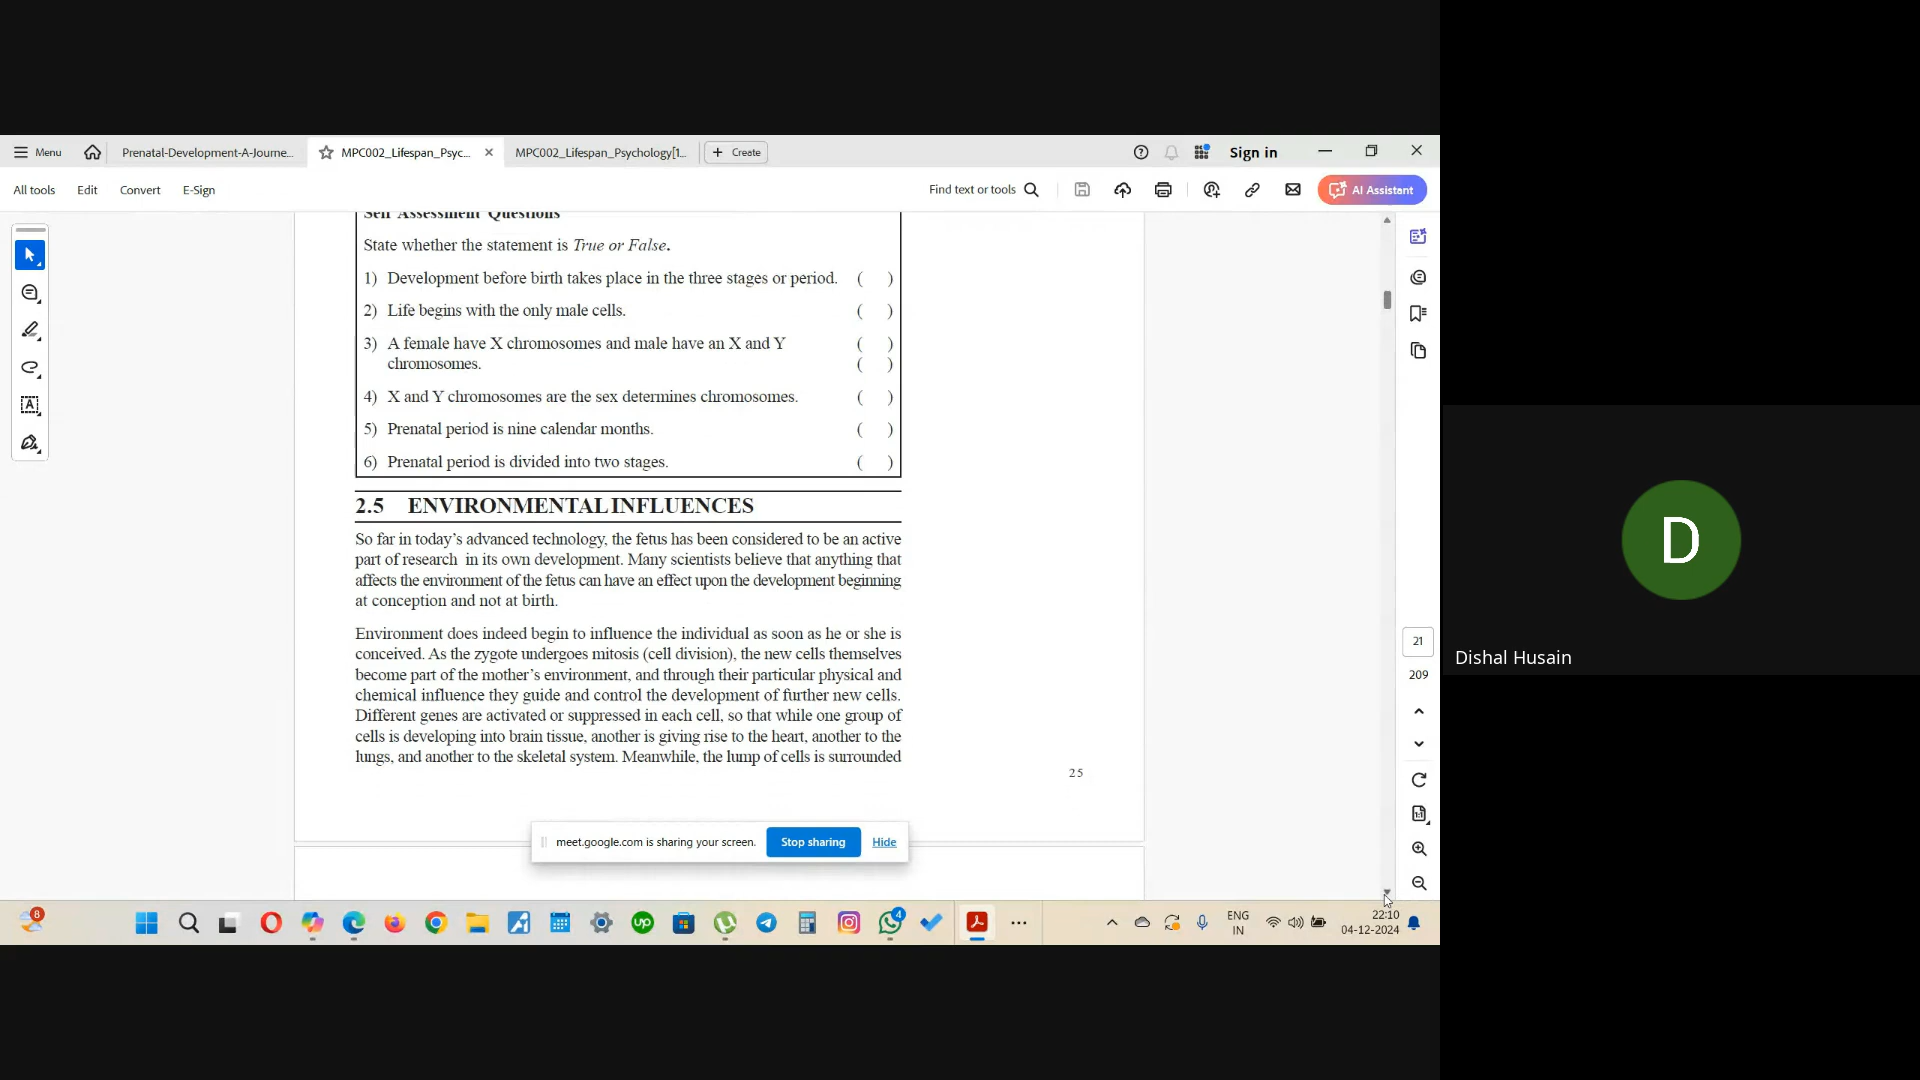 Menu
Prenatal-Development-A-Journe...
MPC002_Lifespan_Psyc...
MPC002_Lifespan_Psychology[1...
Create
Sign in
All tools
Edit
Convert
E-Sign
Find text or tools
AI Assistant
Self Assessment Questions
State whether the statement is True or False.
1) Development before birth takes place in the three stages or period. ( )
2) Life begins with the only male cells. ( )
3) A female have X chromosomes and male have an X and Y ( )
chromosomes. ( )
4) X and Y chromosomes are the sex determines chromosomes. ( )
5) Prenatal period is nine calendar months. ( )
6) Prenatal period is divided into two stages. ( )
2.5 ENVIRONMENTAL INFLUENCES
So far in today's advanced technology, the fetus has been considered to be an active
part of research in its own development. Many scientists believe that anything that
affects the environment of the fetus can have an effect upon the development beginning
at conception and not at birth.
Environment does indeed begin to influence the individual as soon as he or she is
conceived. As the zygote undergoes mitosis (cell division), the new cells themselves
become part of the mother's environment, and through their particular physical and
chemical influence they guide and control the development of further new cells.
Different genes are activated or suppressed in each cell, so that while one group of
cells is developing into brain tissue, another is giving rise to the heart, another to the
lungs, and another to the skeletal system. Meanwhile, the lump of cells is surrounded
25
21
209
meet.google.com is sharing your screen.
Stop sharing
Hide
8
up
4
ENG
IN
22:10
04-12-2024
D
Dishal Husain